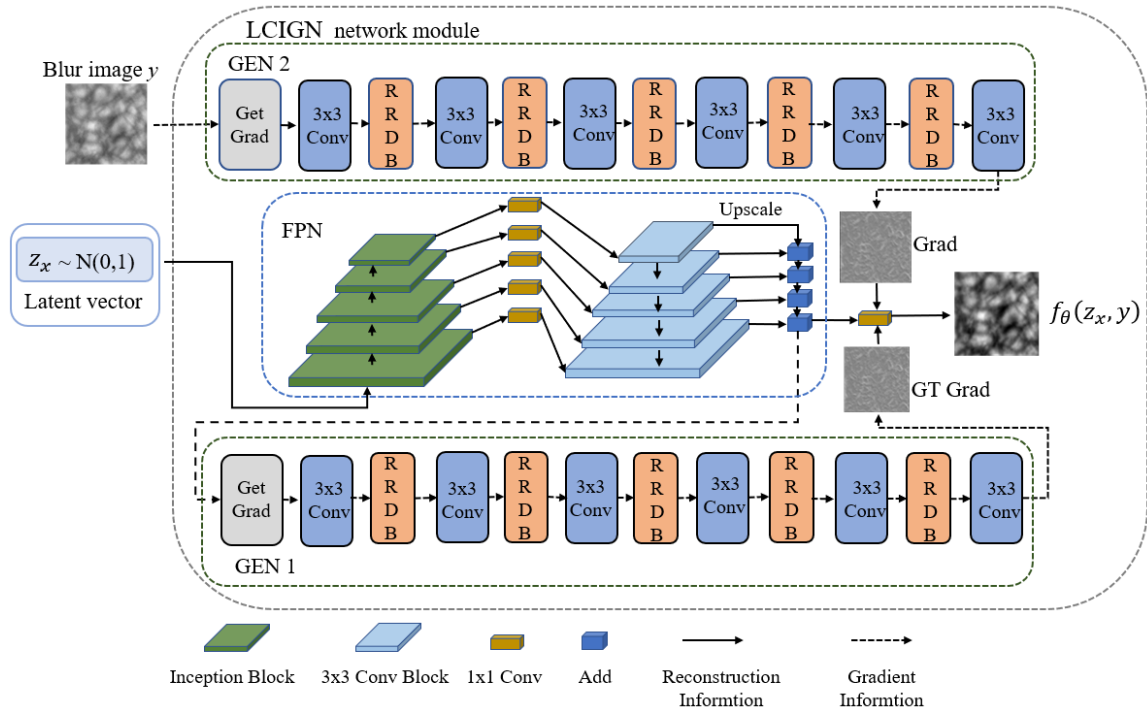 LCIGN network module
GEN 2
Blur image y
Get
Grad
3x3
Conv
R
R
D
B
3x3
Conv
R
R
D
B
3x3
Conv
R
R
D
B
3x3
Conv
R
R
D
B
3x3
Conv
R
R
D
B
3x3
Conv
FPN
Upscale
z_x ~ N(0,1)
Latent vector
Grad
f_θ(z_x, y)
GT Grad
Get
Grad
3x3
Conv
R
R
D
B
3x3
Conv
R
R
D
B
3x3
Conv
R
R
D
B
3x3
Conv
R
R
D
B
3x3
Conv
R
R
D
B
3x3
Conv
GEN 1
Inception Block
3x3 Conv Block
1x1 Conv
Add
Reconstruction
Informtion
Gradient
Informtion